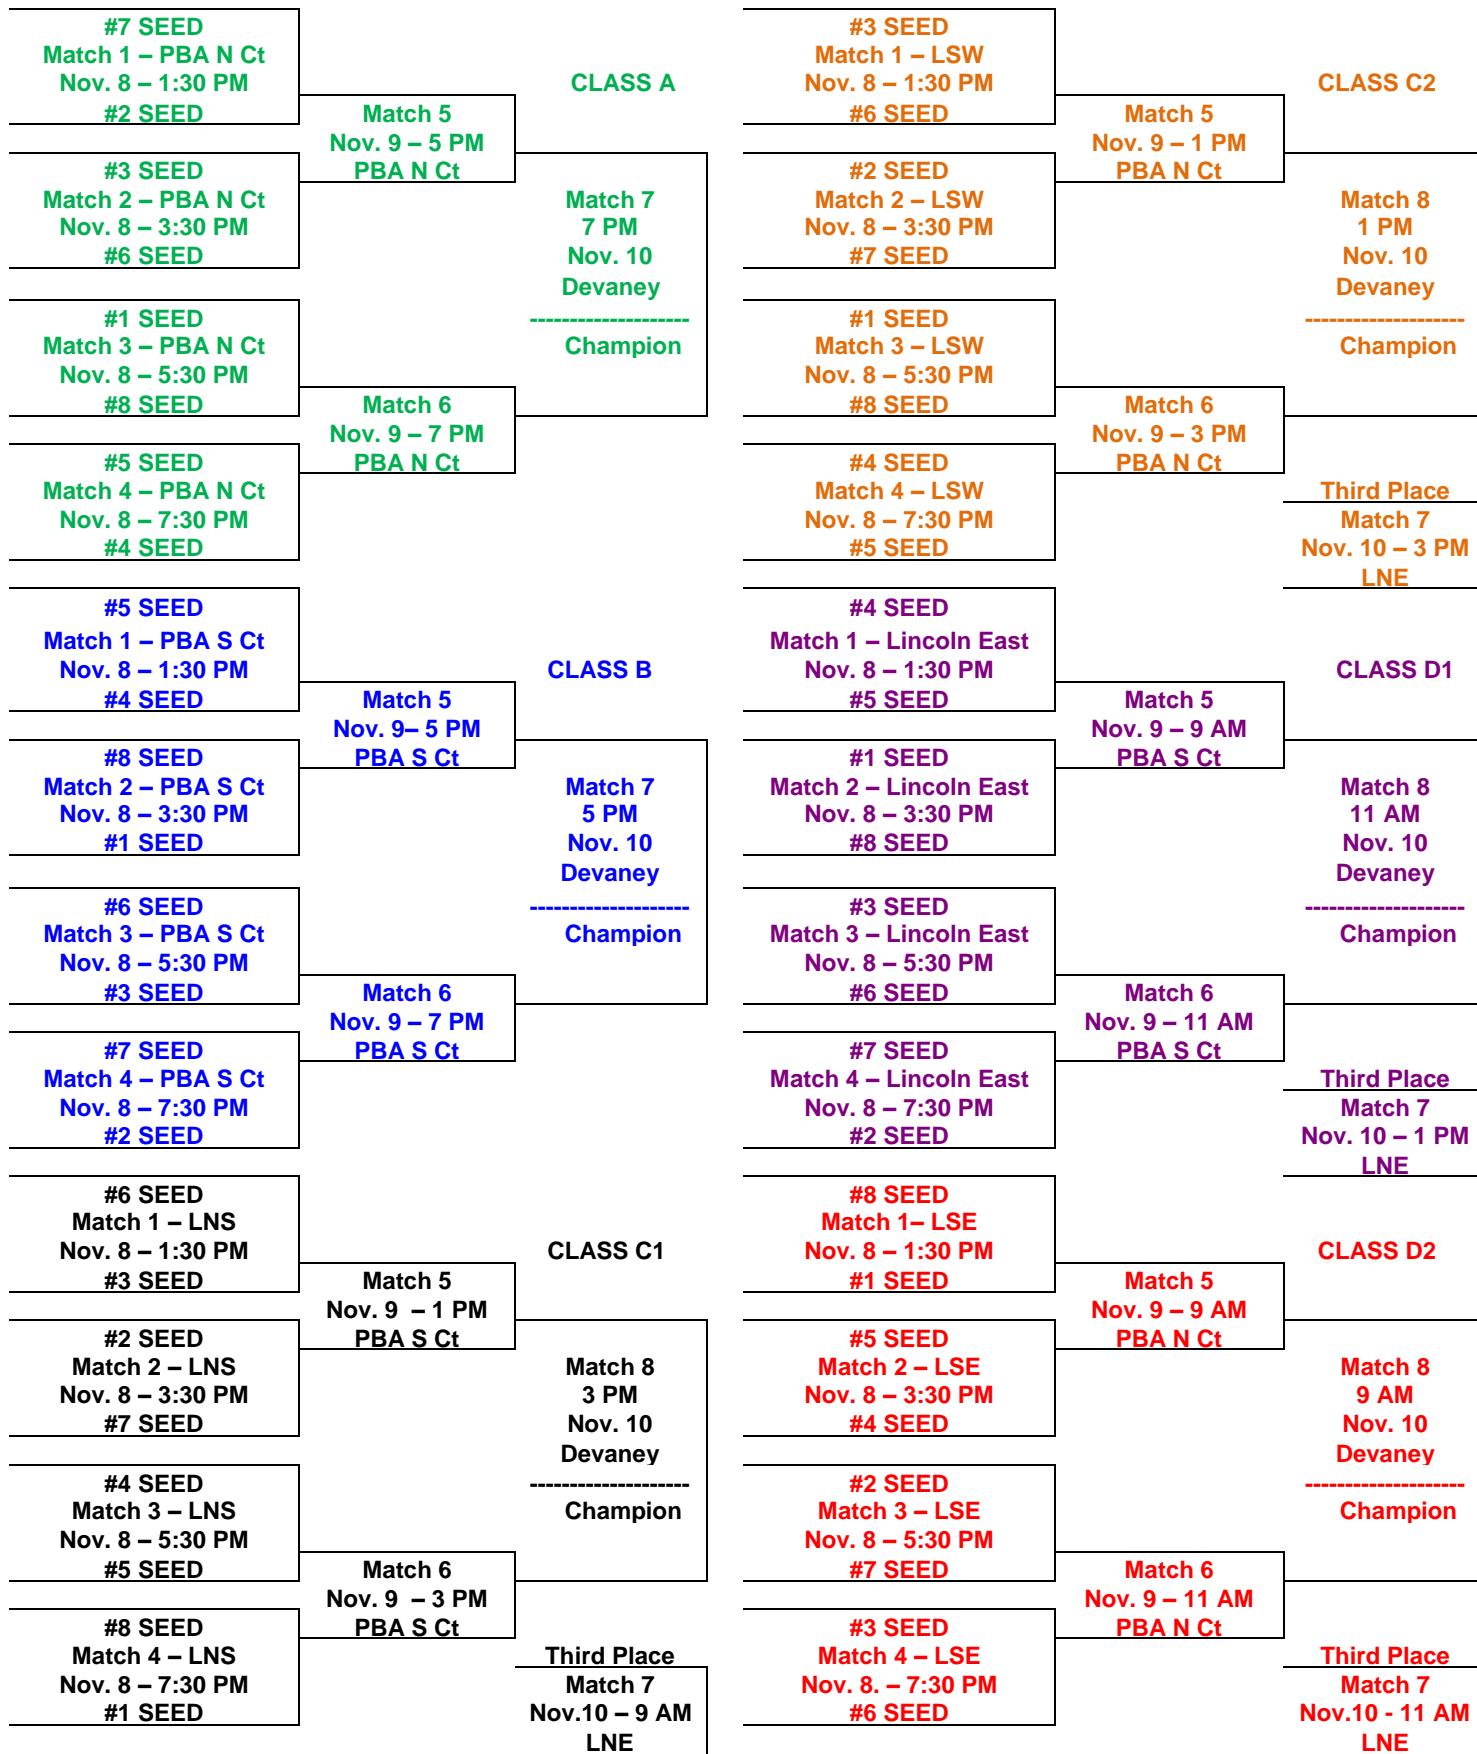 #7 SEED
Match 1 – PBA N Ct
Nov. 8 – 1:30 PM
#2 SEED
#3 SEED
Match 2 – PBA N Ct
Nov. 8 – 3:30 PM
#6 SEED
#1 SEED
Match 3 – PBA N Ct
Nov. 8 – 5:30 PM
#8 SEED
#5 SEED
Match 4 – PBA N Ct
Nov. 8 – 7:30 PM
#4 SEED
Match 5
Nov. 9 – 5 PM
PBA N Ct
Match 6
Nov. 9 – 7 PM
PBA N Ct
CLASS A
Match 7
7 PM
Nov. 10
Devaney
--------------------
Champion
#5 SEED
Match 1 – PBA S Ct
Nov. 8 – 1:30 PM
#4 SEED
#8 SEED
Match 2 – PBA S Ct
Nov. 8 – 3:30 PM
#1 SEED
#6 SEED
Match 3 – PBA S Ct
Nov. 8 – 5:30 PM
#3 SEED
#7 SEED
Match 4 – PBA S Ct
Nov. 8 – 7:30 PM
#2 SEED
Match 5
Nov. 9– 5 PM
PBA S Ct
Match 6
Nov. 9 – 7 PM
PBA S Ct
CLASS B
Match 7
5 PM
Nov. 10
Devaney
--------------------
Champion
#6 SEED
Match 1 – LNS
Nov. 8 – 1:30 PM
#3 SEED
#2 SEED
Match 2 – LNS
Nov. 8 – 3:30 PM
#7 SEED
#4 SEED
Match 3 – LNS
Nov. 8 – 5:30 PM
#5 SEED
#8 SEED
Match 4 – LNS
Nov. 8 – 7:30 PM
#1 SEED
Match 5
Nov. 9 – 1 PM
PBA S Ct
Match 6
Nov. 9 – 3 PM
PBA S Ct
CLASS C1
Match 8
3 PM
Nov. 10
Devaney
--------------------
Champion
Third Place
Match 7
Nov.10 – 9 AM
LNE
#3 SEED
Match 1 – LSW
Nov. 8 – 1:30 PM
#6 SEED
#2 SEED
Match 2 – LSW
Nov. 8 – 3:30 PM
#7 SEED
#1 SEED
Match 3 – LSW
Nov. 8 – 5:30 PM
#8 SEED
#4 SEED
Match 4 – LSW
Nov. 8 – 7:30 PM
#5 SEED
Match 5
Nov. 9 – 1 PM
PBA N Ct
Match 6
Nov. 9 – 3 PM
PBA N Ct
CLASS C2
Match 8
1 PM
Nov. 10
Devaney
--------------------
Champion
Third Place
Match 7
Nov. 10 – 3 PM
LNE
#4 SEED
Match 1 – Lincoln East
Nov. 8 – 1:30 PM
#5 SEED
#1 SEED
Match 2 – Lincoln East
Nov. 8 – 3:30 PM
#8 SEED
#3 SEED
Match 3 – Lincoln East
Nov. 8 – 5:30 PM
#6 SEED
#7 SEED
Match 4 – Lincoln East
Nov. 8 – 7:30 PM
#2 SEED
Match 5
Nov. 9 – 9 AM
PBA S Ct
Match 6
Nov. 9 – 11 AM
PBA S Ct
CLASS D1
Match 8
11 AM
Nov. 10
Devaney
--------------------
Champion
Third Place
Match 7
Nov. 10 – 1 PM
LNE
#8 SEED
Match 1– LSE
Nov. 8 – 1:30 PM
#1 SEED
#5 SEED
Match 2 – LSE
Nov. 8 – 3:30 PM
#4 SEED
#2 SEED
Match 3 – LSE
Nov. 8 – 5:30 PM
#7 SEED
#3 SEED
Match 4 – LSE
Nov. 8. – 7:30 PM
#6 SEED
Match 5
Nov. 9 – 9 AM
PBA N Ct
Match 6
Nov. 9 – 11 AM
PBA N Ct
CLASS D2
Match 8
9 AM
Nov. 10
Devaney
--------------------
Champion
Third Place
Match 7
Nov.10 - 11 AM
LNE